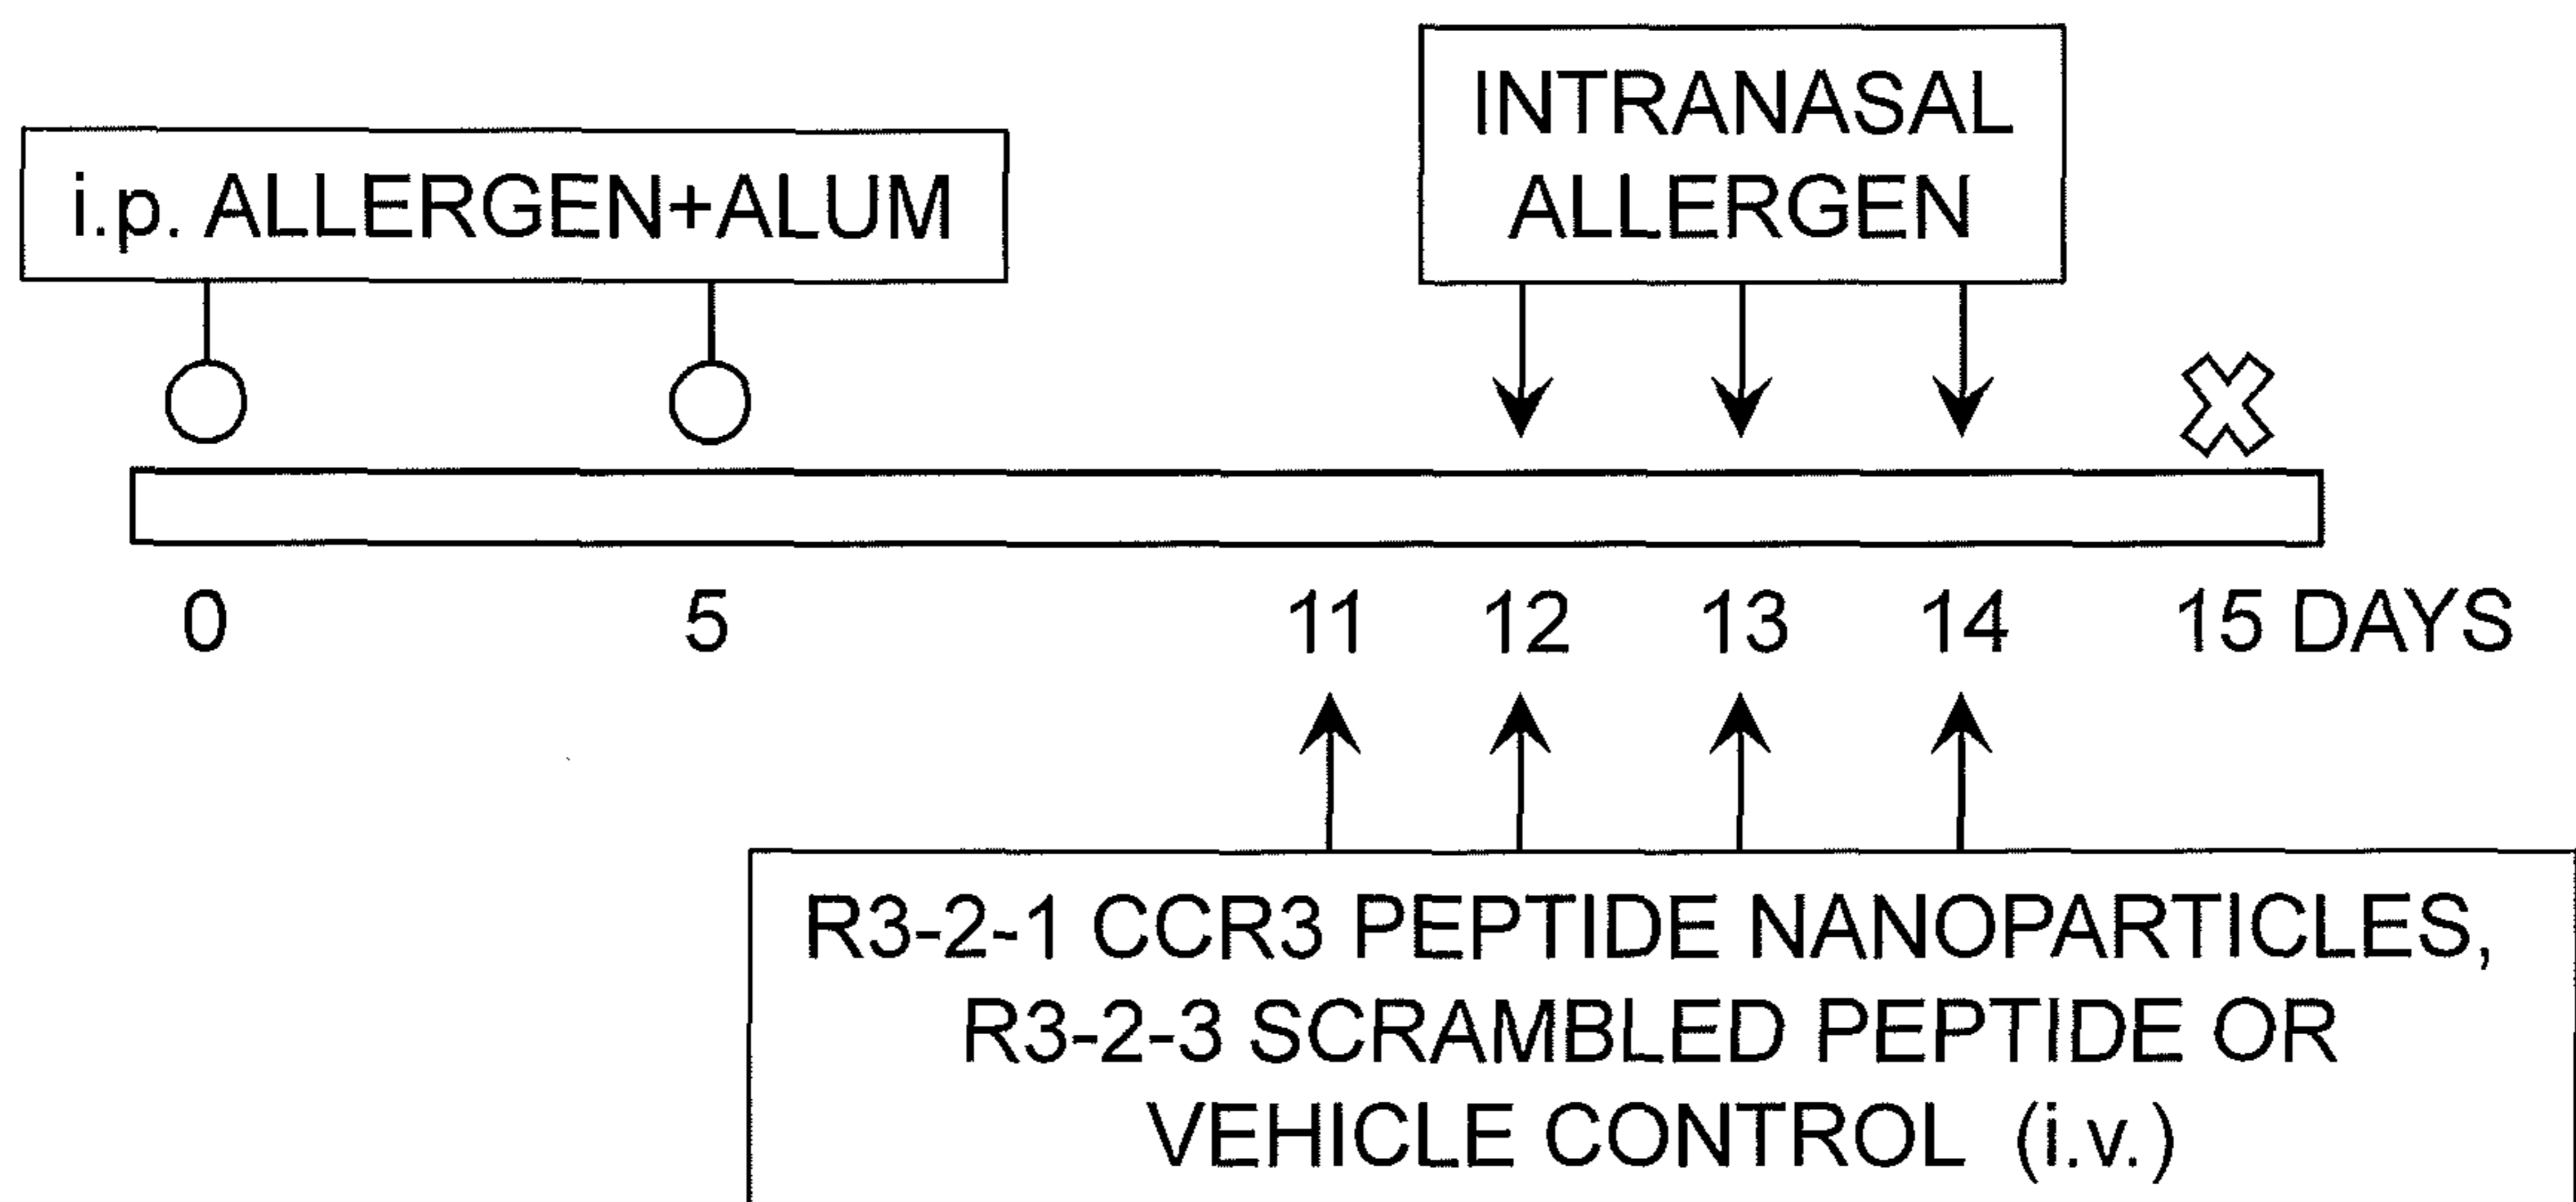 i.p. ALLERGEN+ALUM
INTRANASAL
ALLERGEN
0 5 11 12 13 14 15 DAYS
R3-2-1 CCR3 PEPTIDE NANOPARTICLES,
R3-2-3 SCRAMBLED PEPTIDE OR
VEHICLE CONTROL (i.v.)